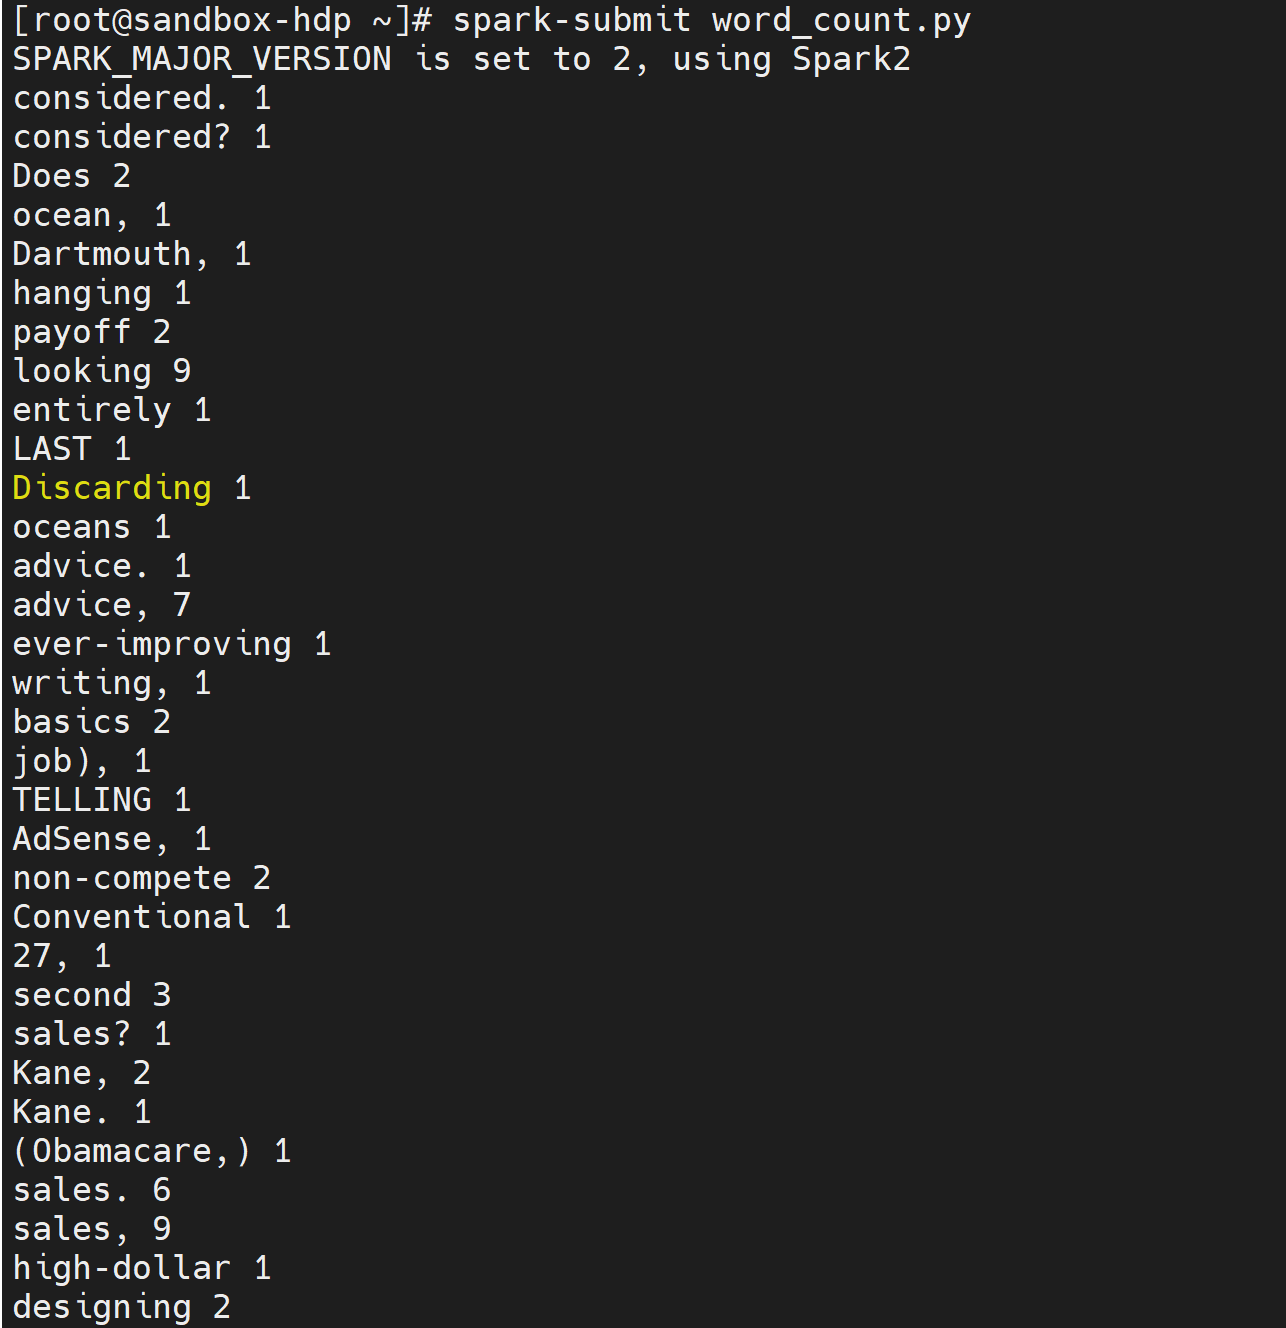 [root@sandbox-hdp ~]# spark-submit word_count.py
SPARK_MAJOR_VERSION is set to 2, using Spark2
considered. 1
considered? 1
Does 2
ocean, 1
Dartmouth, 1
hanging 1
payoff 2
looking 9
entirely 1
LAST 1
Discarding 1
oceans 1
advice. 1
advice, 7
ever-improving 1
writing, 1
basics 2
job), 1
TELLING 1
AdSense, 1
non-compete 2
Conventional 1
27, 1
second 3
sales? 1
Kane, 2
Kane. 1
(Obamacare,) 1
sales. 6
sales, 9
high-dollar 1
designing 2